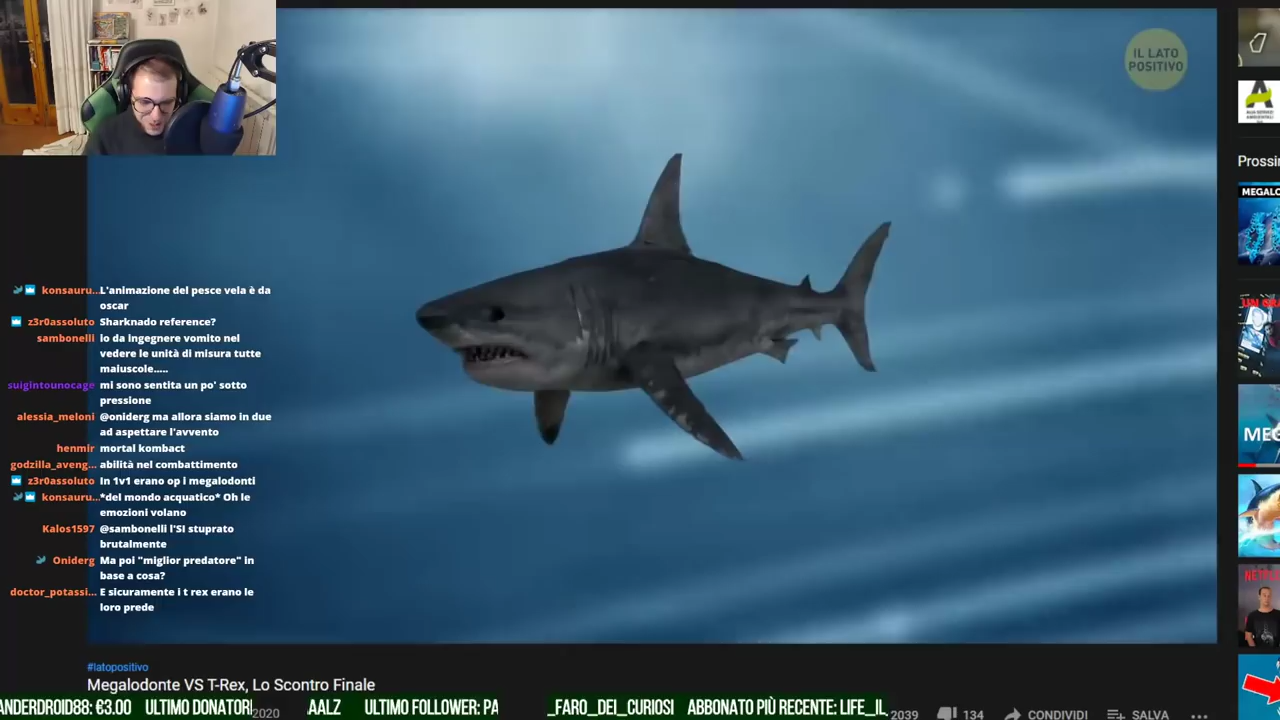 IL LATO
POSITIVO
Prossi
MEGALO
konsauru... L'animazione del pesce vela è da
oscar
z3r0assoluto Sharknado reference?
sambonelli Io da ingegnere vomito nel
vedere le unità di misura tutte
maiuscole.....
suigintounocage mi sono sentita un po' sotto
pressione
alessia_meloni @oniderg ma allora siamo in due
ad aspettare l'avvento
henmir mortal kombact
godzilla_aveng... abilità nel combattimento
z3r0assoluto In 1v1 erano op i megalodonti
konsauru... *del mondo acquatico* Oh le
emozioni volano
Kalos1597 @sambonelli l'SI stuprato
brutalmente
Oniderg Ma poi "miglior predatore" in
base a cosa?
doctor_potassi... E sicuramente i t rex erano le
loro prede
MEG
NETFL
#latopositivo
Megalodonte VS T-Rex, Lo Scontro Finale
ANDERDROID88: €3.00 ULTIMO DONATOR 2020 AALZ ULTIMO FOLLOWER: PA _FARO_DEI_CURIOSI ABBONATO PIÙ RECENTE: LIFE_IL_ 2039 134 CONDIVIDI SALVA